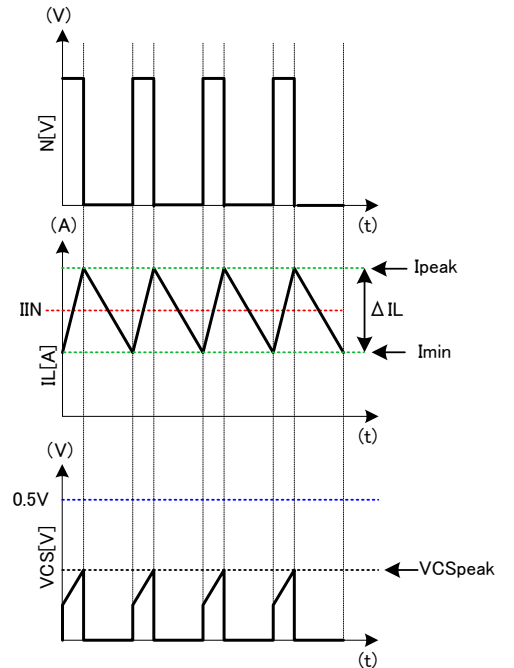 (V)
N[V]
(t)
(A)
Ipeak
IIN
ΔIL
Imin
IL[A]
(t)
(V)
0.5V
VCS[V]
VCSpeak
(t)